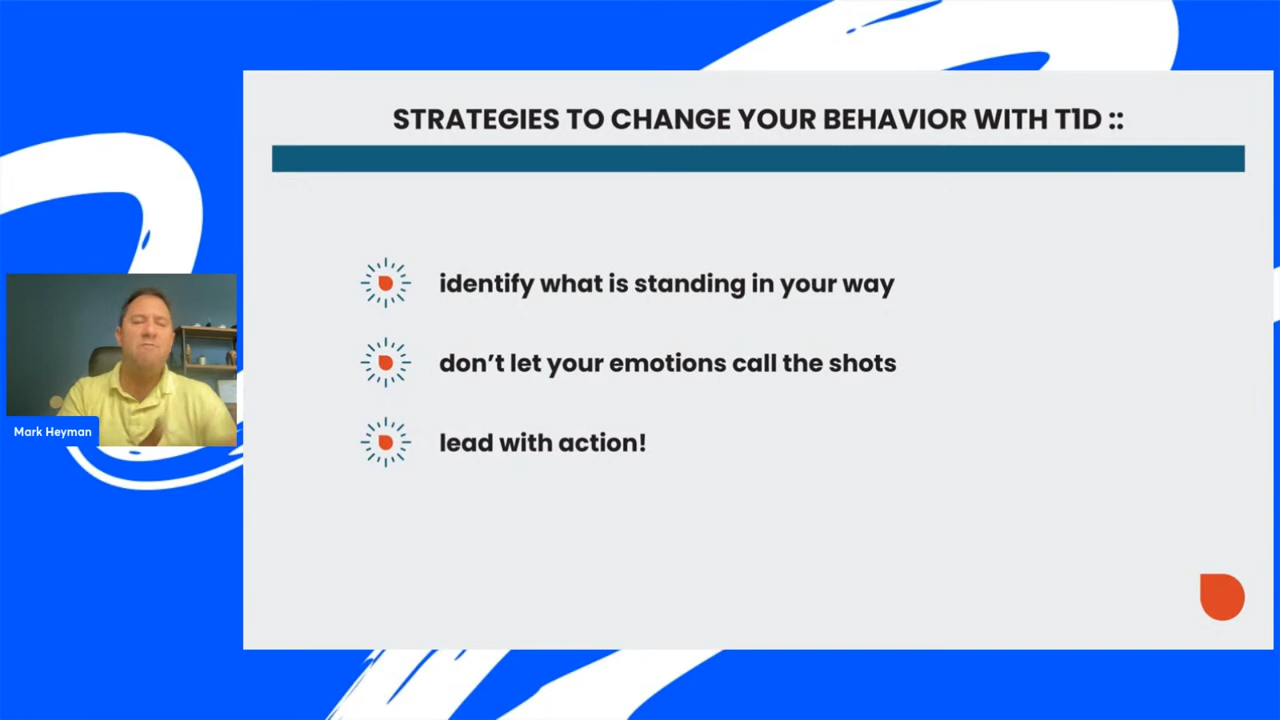 STRATEGIES TO CHANGE YOUR BEHAVIOR WITH T1D ::
identify what is standing in your way
don’t let your emotions call the shots
lead with action!
Mark Heyman